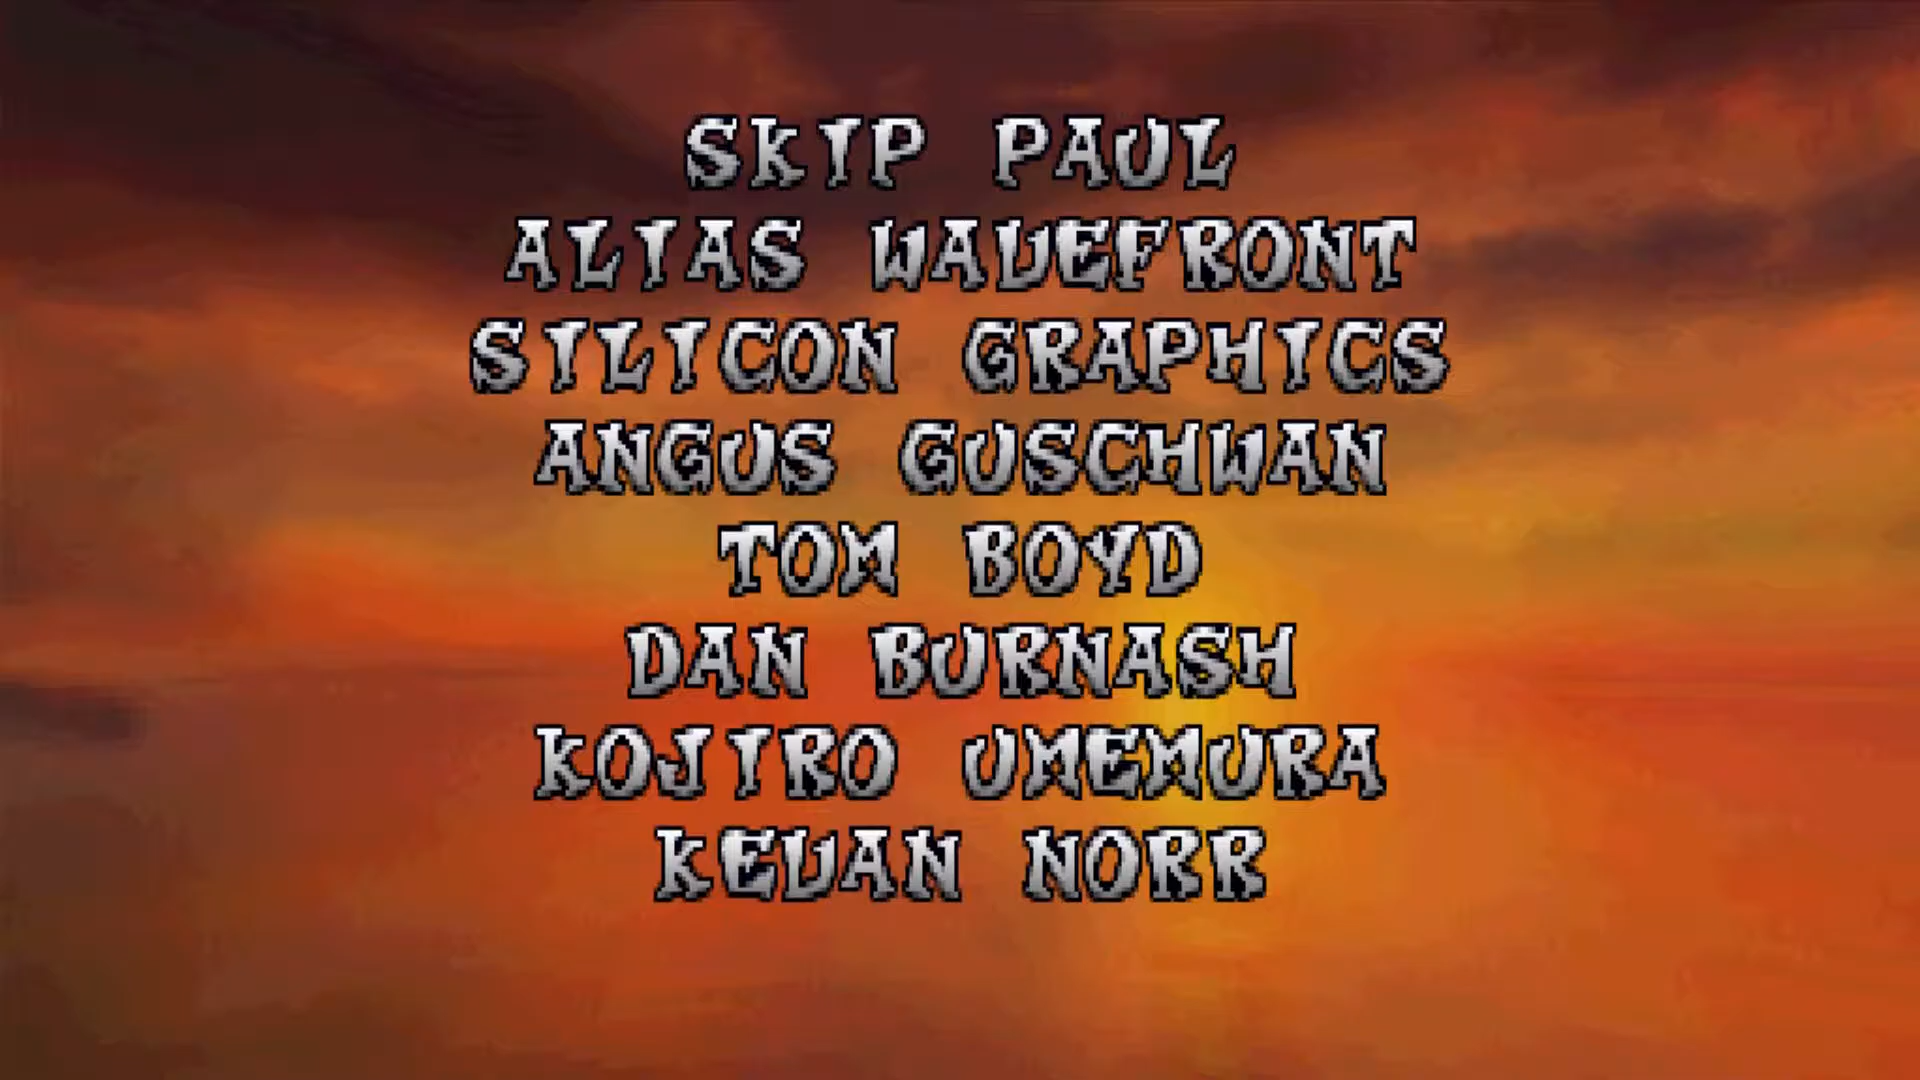 SKIP PAUL
ALIAS WAVEFRONT
SILICON GRAPHICS
ANGUS GUSCHWAN
TOM BOYD
DAN BURNASH
KOJIRO UMEMURA
KEVAN NORR